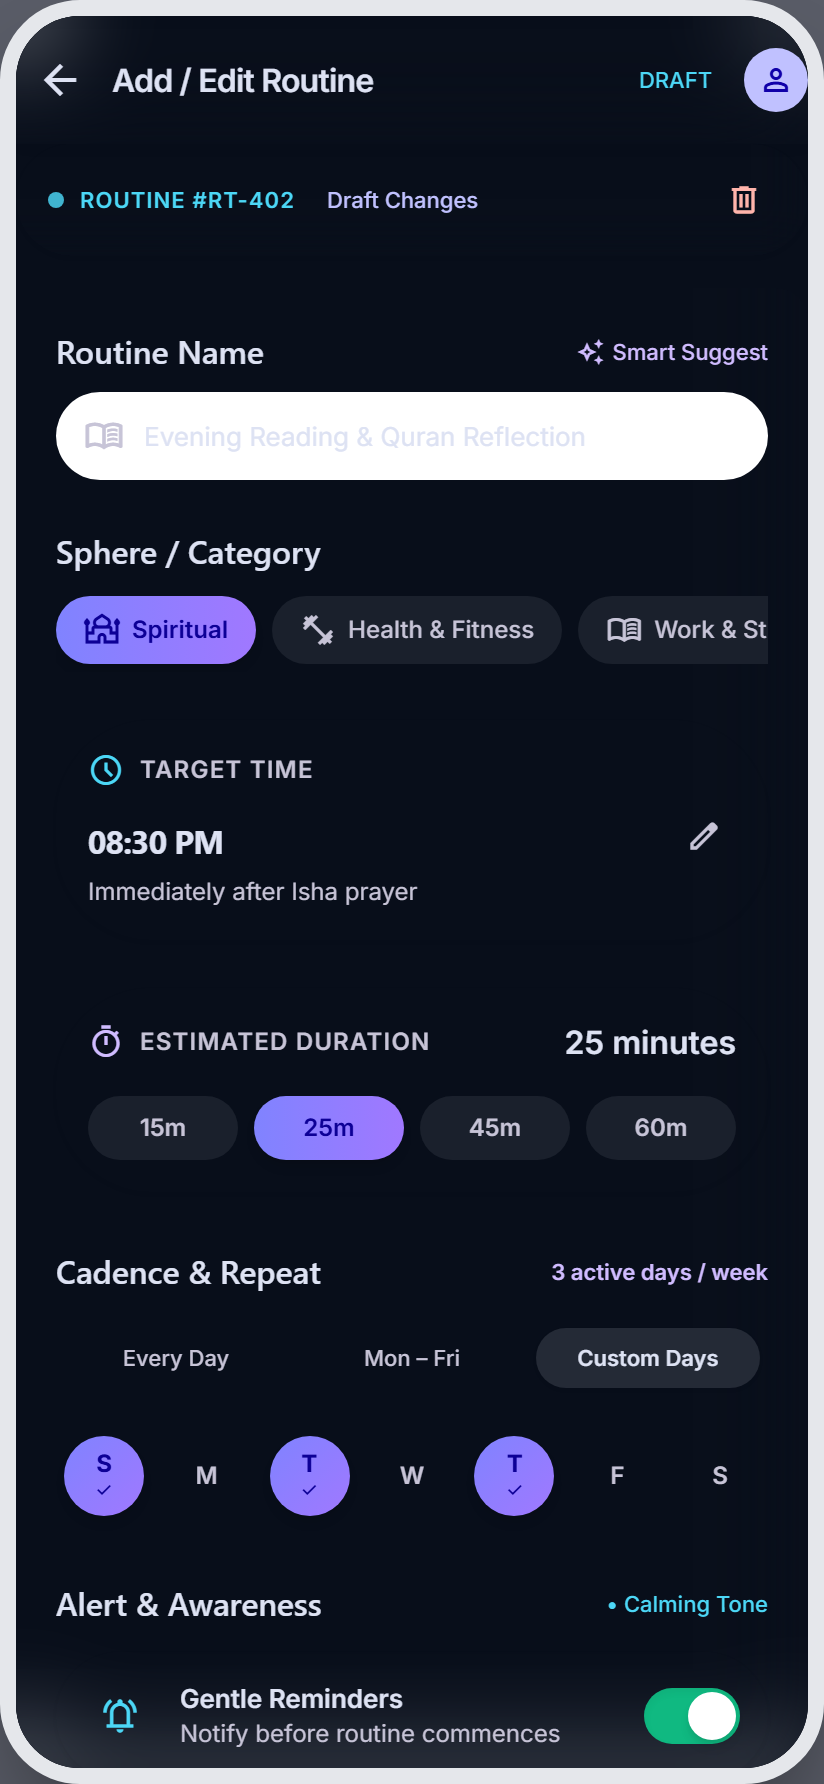 Add / Edit Routine
DRAFT
ROUTINE #RT-402 Draft Changes
Routine Name
Smart Suggest
Evening Reading & Quran Reflection
Sphere / Category
Spiritual
Health & Fitness
Work & St
TARGET TIME
08:30 PM
Immediately after Isha prayer
ESTIMATED DURATION
25 minutes
15m
25m
45m
60m
Cadence & Repeat
3 active days / week
Every Day
Mon – Fri
Custom Days
S
M
T
W
T
F
S
Alert & Awareness
• Calming Tone
Gentle Reminders
Notify before routine commences